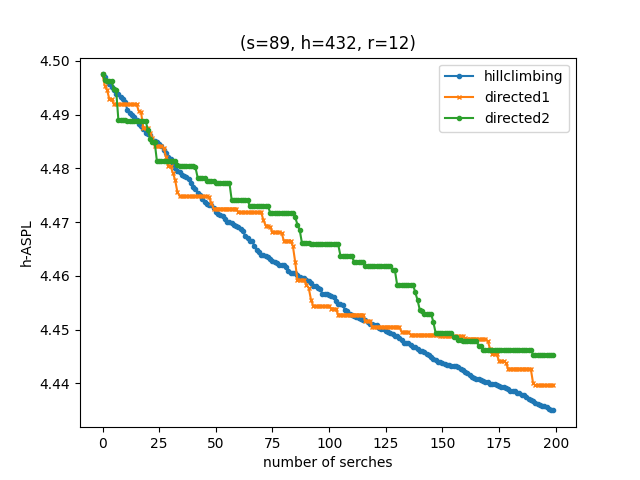 (s=89, h=432, r=12)
hillclimbing
directed1
directed2
h-ASPL
4.50
4.49
4.48
4.47
4.46
4.45
4.44
0 25 50 75 100 125 150 175 200
number of serches